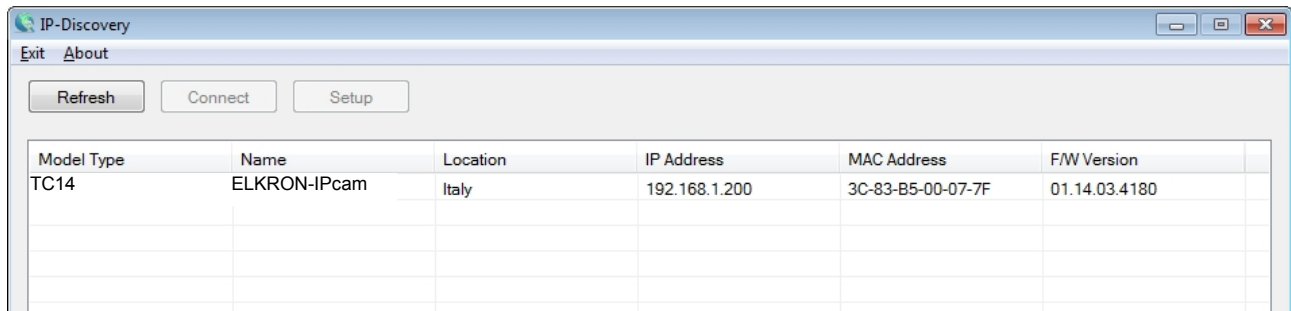 IP-Discovery
Exit About
Refresh Connect Setup
Model Type Name Location IP Address MAC Address F/W Version
TC14 ELKRON-IPcam Italy 192.168.1.200 3C-83-B5-00-07-7F 01.14.03.4180